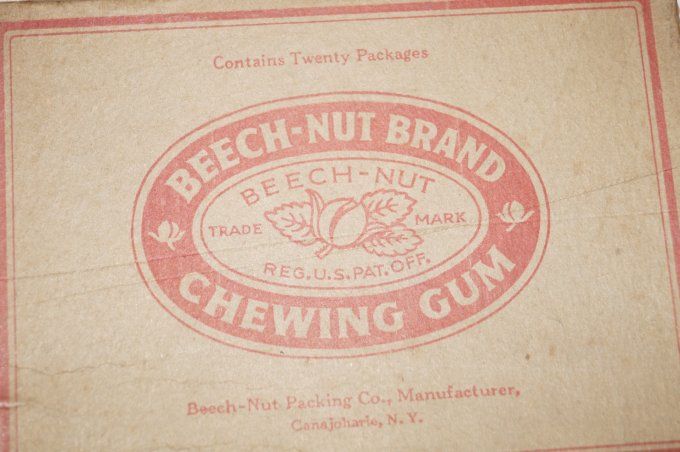 Contains Twenty Packages
BEECH-NUT BRAND
BEECH-NUT
TRADE MARK
REG.U.S.PAT.OFF.
CHEWING GUM
Beech-Nut Packing Co., Manufacturer,
Canajoharie, N. Y.